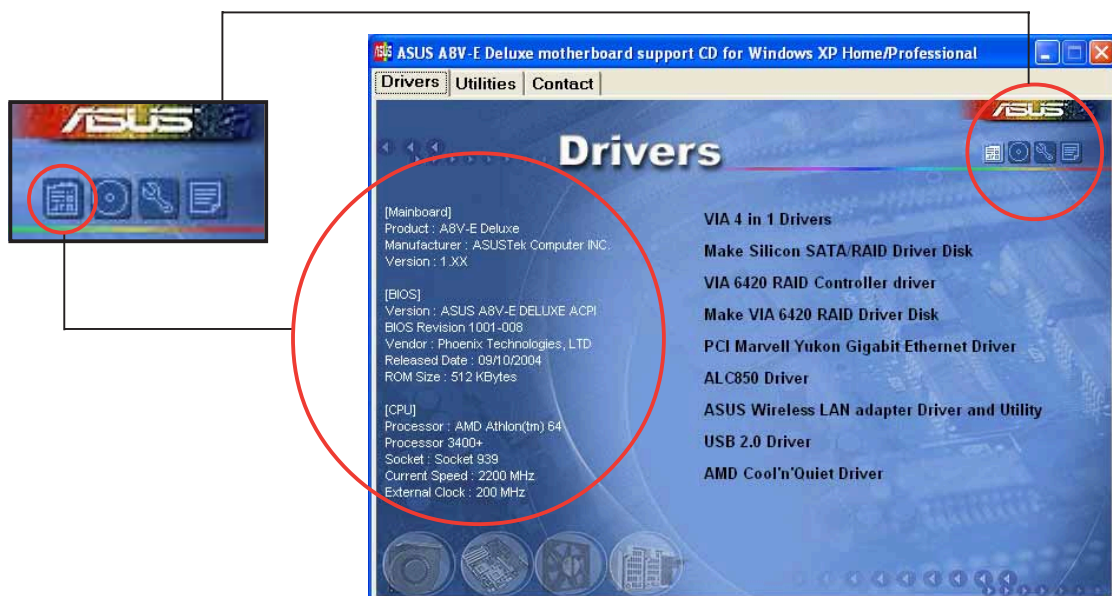 ASUS
ASUS A8V-E Deluxe motherboard support CD for Windows XP Home/Professional
Drivers Utilities Contact
ASUS
Drivers
[Mainboard]
Product : A8V-E Deluxe
Manufacturer : ASUSTek Computer INC.
Version : 1.XX
[BIOS]
Version : ASUS A8V-E DELUXE ACPI
BIOS Revision 1001-008
Vendor : Phoenix Technologies, LTD
Released Date : 09/10/2004
ROM Size : 512 KBytes
[CPU]
Processor : AMD Athlon(tm) 64
Processor 3400+
Socket : Socket 939
Current Speed : 2200 MHz
External Clock : 200 MHz
VIA 4 in 1 Drivers
Make Silicon SATA/RAID Driver Disk
VIA 6420 RAID Controller driver
Make VIA 6420 RAID Driver Disk
PCI Marvell Yukon Gigabit Ethernet Driver
ALC850 Driver
ASUS Wireless LAN adapter Driver and Utility
USB 2.0 Driver
AMD Cool'n'Quiet Driver